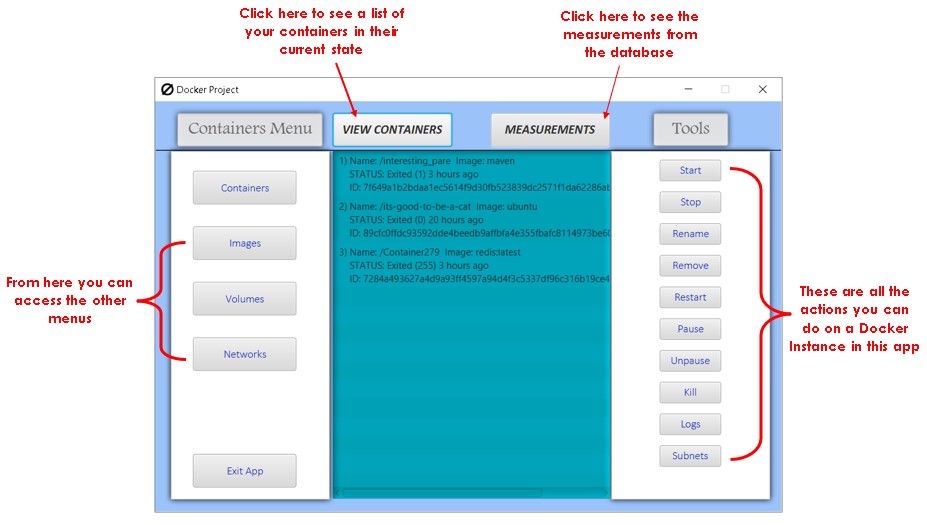 Click here to see a list of
your containers in their
current state
Click here to see the
measurements from
the database
Docker Project
Containers Menu
VIEW CONTAINERS
MEASUREMENTS
Tools
Containers
Images
Volumes
Networks
Exit App
1) Name: /interesting_pare Image: maven
STATUS: Exited (1) 3 hours ago
ID: 7f649a1b2bdaa1ec5614f9d30fb523839dc2571f1da62286ab
2) Name: /its-good-to-be-a-cat Image: ubuntu
STATUS: Exited (0) 20 hours ago
ID: 89cfc0ffdc93592dde4beedb9affbfa4e355fbafc8114973be60
3) Name: /Container279 Image: redis:latest
STATUS: Exited (255) 3 hours ago
ID: 7284a493627a4d9a93ff4597a94d4f3c5337df96c316b19ce4
Start
Stop
Rename
Remove
Restart
Pause
Unpause
Kill
Logs
Subnets
From here you can
access the other
menus
These are all the
actions you can
do on a Docker
Instance in this app